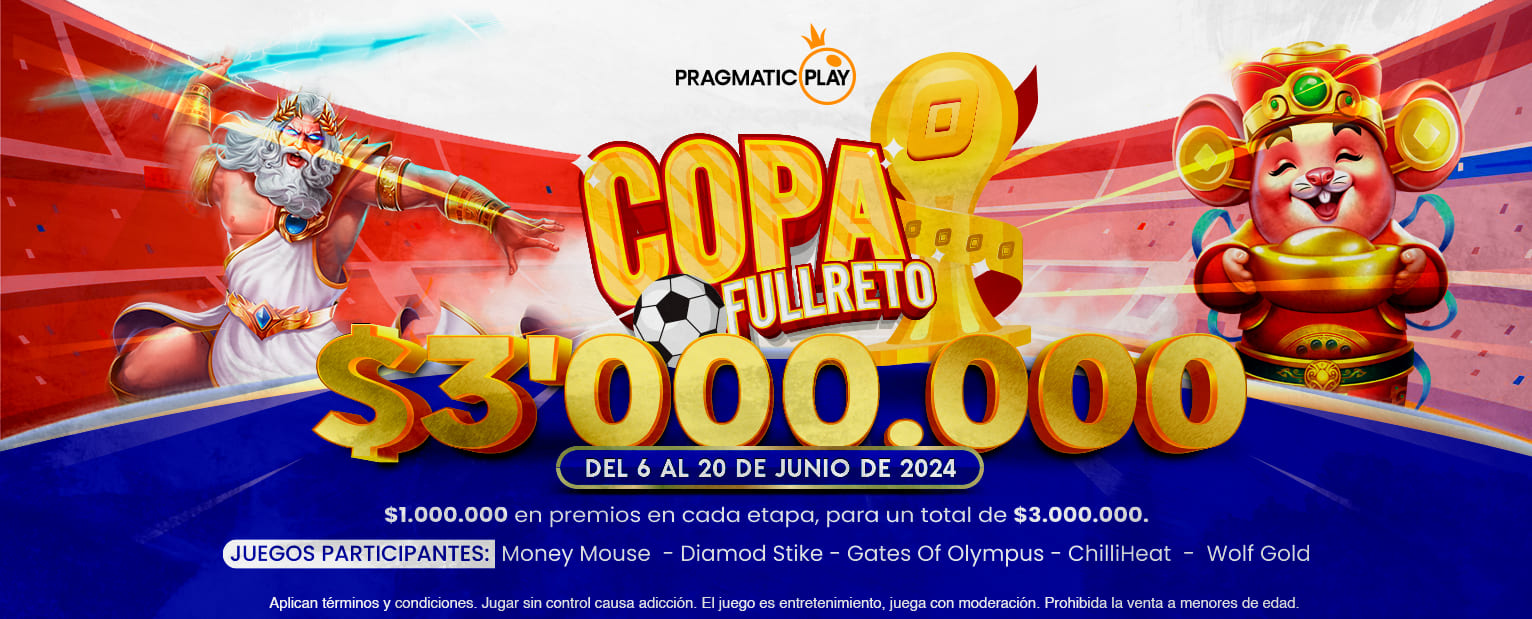 PRAGMATIC PLAY
COPA
FULLRETO
$3'000.000
DEL 6 AL 20 DE JUNIO DE 2024
$1.000.000 en premios en cada etapa, para un total de $3.000.000.
JUEGOS PARTICIPANTES: Money Mouse - Diamod Stike - Gates Of Olympus - ChilliHeat - Wolf Gold
Aplican términos y condiciones. Jugar sin control causa adicción. El juego es entretenimiento, juega con moderación. Prohibida la venta a menores de edad.